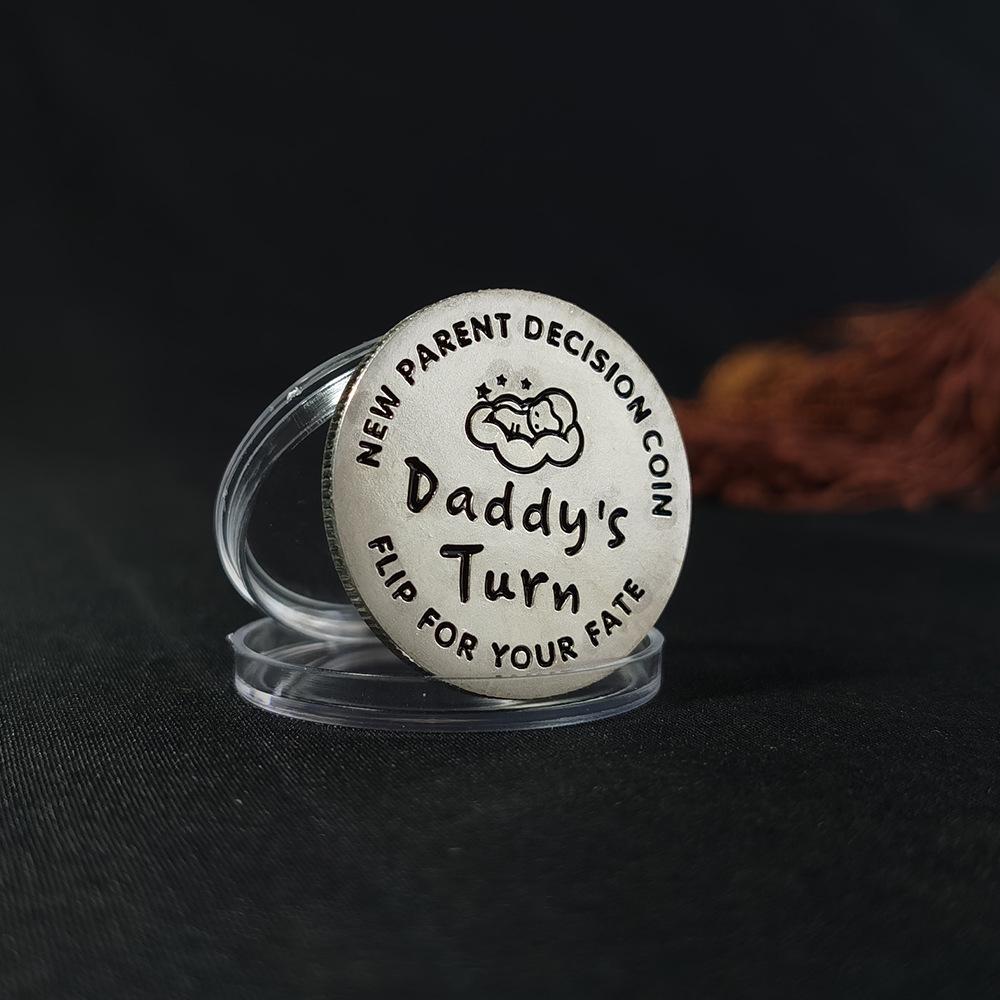 NEW PARENT DECISION COIN
Daddy's
Turn
FLIP FOR YOUR FATE